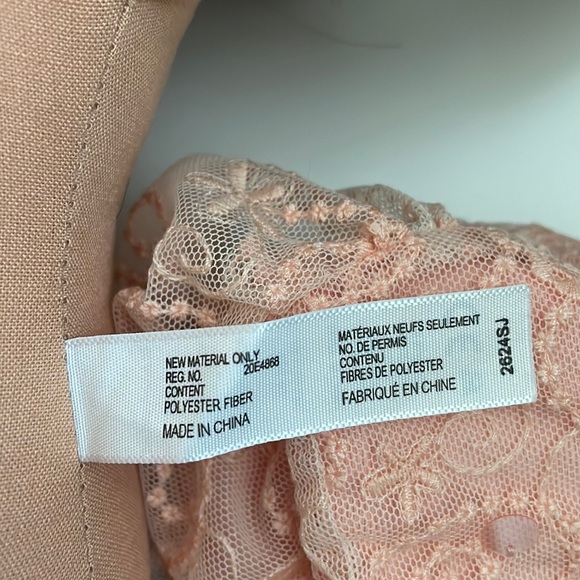 NEW MATERIAL ONLY
REG. NO. 20E4868
CONTENT
POLYESTER FIBER
MADE IN CHINA
MATÉRIAUX NEUFS SEULEMENT
NO. DE PERMIS
CONTENU
FIBRES DE POLYESTER
FABRIQUÉ EN CHINE
2624SJ